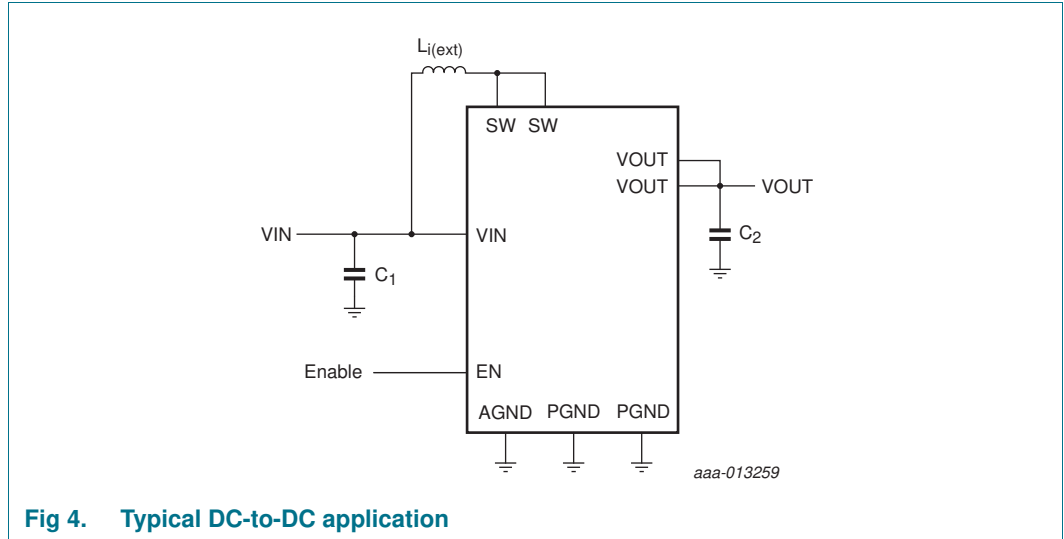 Li(ext)
SW SW
VOUT
VOUT VOUT
VIN VIN
C2
C1
Enable EN
AGND PGND PGND
aaa-013259
Fig 4. Typical DC-to-DC application